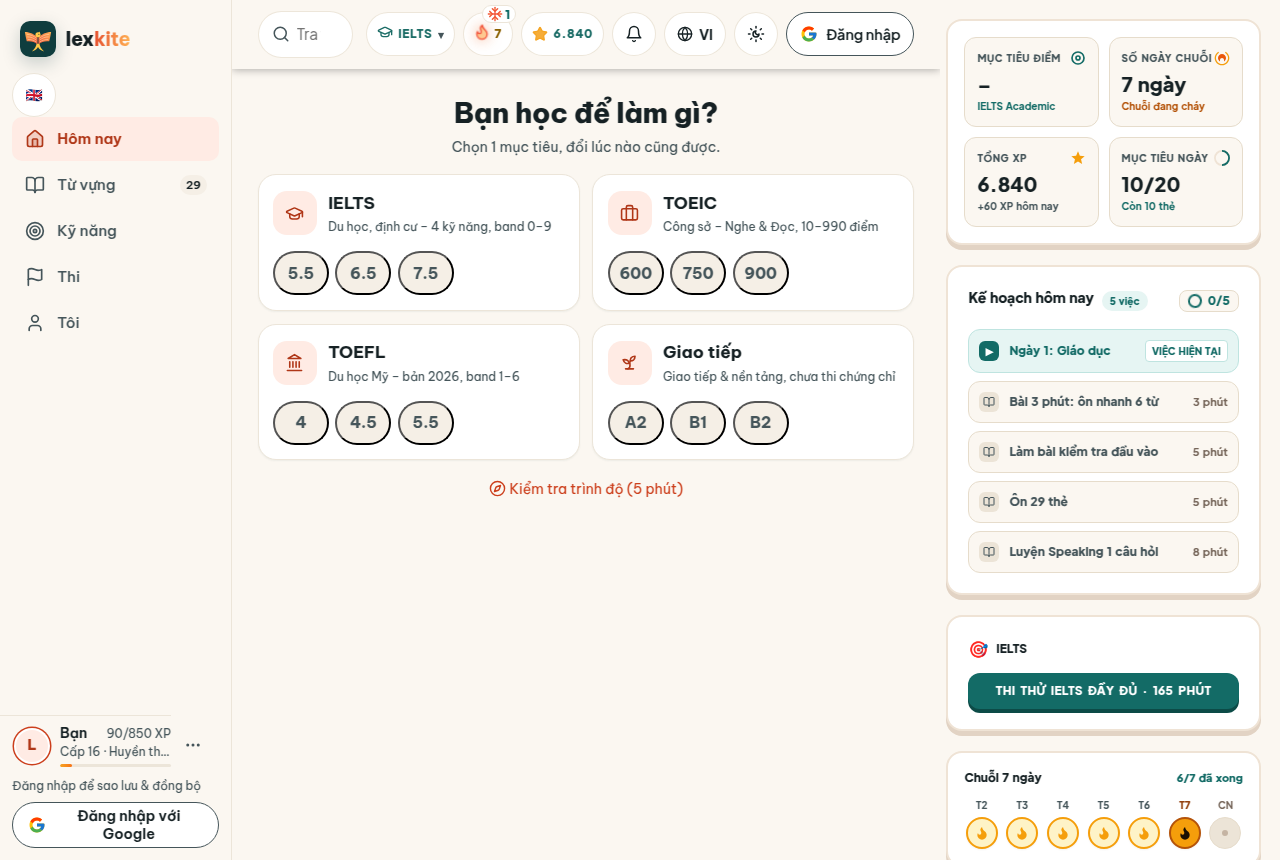 lexkite
Hôm nay
Từ vựng 29
Kỹ năng
Thi
Tôi
L
Bạn 90/850 XP
Cấp 16 · Huyền th...
Đăng nhập để sao lưu & đồng bộ
Đăng nhập với
Google
Tra
IELTS ▾
1
7
6.840
VI
Đăng nhập
Bạn học để làm gì?
Chọn 1 mục tiêu, đổi lúc nào cũng được.
IELTS
Du học, định cư – 4 kỹ năng, band 0–9
5.5 6.5 7.5
TOEIC
Công sở – Nghe & Đọc, 10–990 điểm
600 750 900
TOEFL
Du học Mỹ – bản 2026, band 1–6
4 4.5 5.5
Giao tiếp
Giao tiếp & nền tảng, chưa thi chứng chỉ
A2 B1 B2
Kiểm tra trình độ (5 phút)
MỤC TIÊU ĐIỂM
–
IELTS Academic
SỐ NGÀY CHUỖI
7 ngày
Chuỗi đang cháy
TỔNG XP
6.840
+60 XP hôm nay
MỤC TIÊU NGÀY
10/20
Còn 10 thẻ
Kế hoạch hôm nay 5 việc 0/5
Ngày 1: Giáo dục VIỆC HIỆN TẠI
Bài 3 phút: ôn nhanh 6 từ 3 phút
Làm bài kiểm tra đầu vào 5 phút
Ôn 29 thẻ 5 phút
Luyện Speaking 1 câu hỏi 8 phút
IELTS
THI THỬ IELTS ĐẦY ĐỦ · 165 PHÚT
Chuỗi 7 ngày 6/7 đã xong
T2 T3 T4 T5 T6 T7 CN